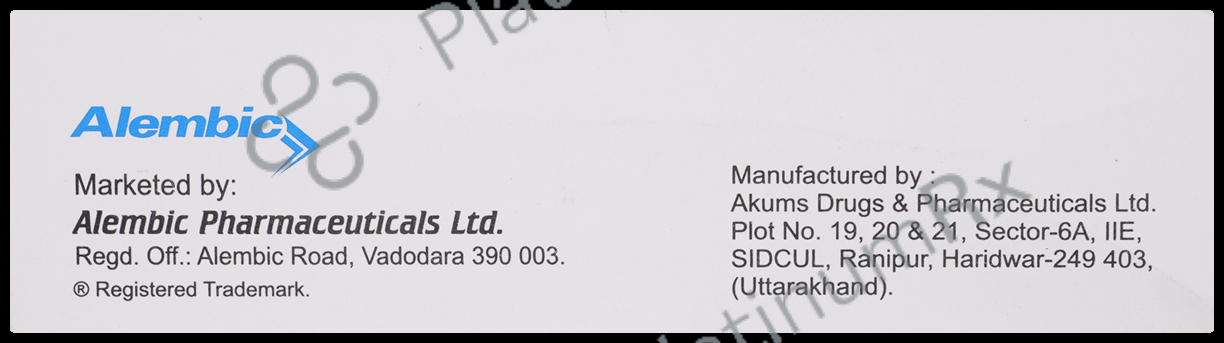 Alembic
Marketed by:
Alembic Pharmaceuticals Ltd.
Regd. Off.: Alembic Road, Vadodara 390 003.
® Registered Trademark.
Manufactured by :
Akums Drugs & Pharmaceuticals Ltd.
Plot No. 19, 20 & 21, Sector-6A, IIE,
SIDCUL, Ranipur, Haridwar-249 403,
(Uttarakhand).
PlatinumRx